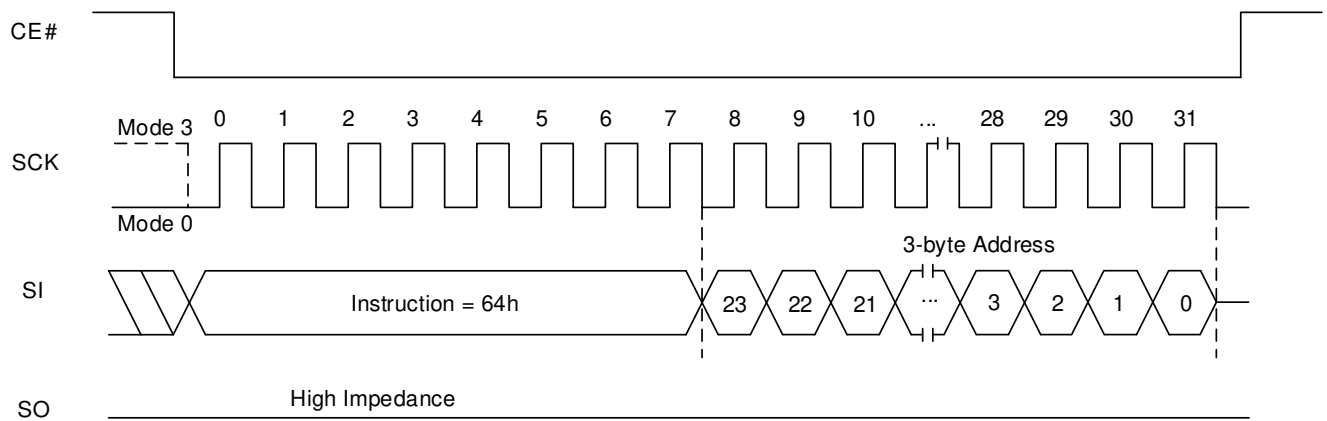 CE#
Mode 3 0 1 2 3 4 5 6 7 8 9 10 ... 28 29 30 31
SCK
Mode 0
3-byte Address
SI Instruction = 64h 23 22 21 ... 3 2 1 0
High Impedance
SO